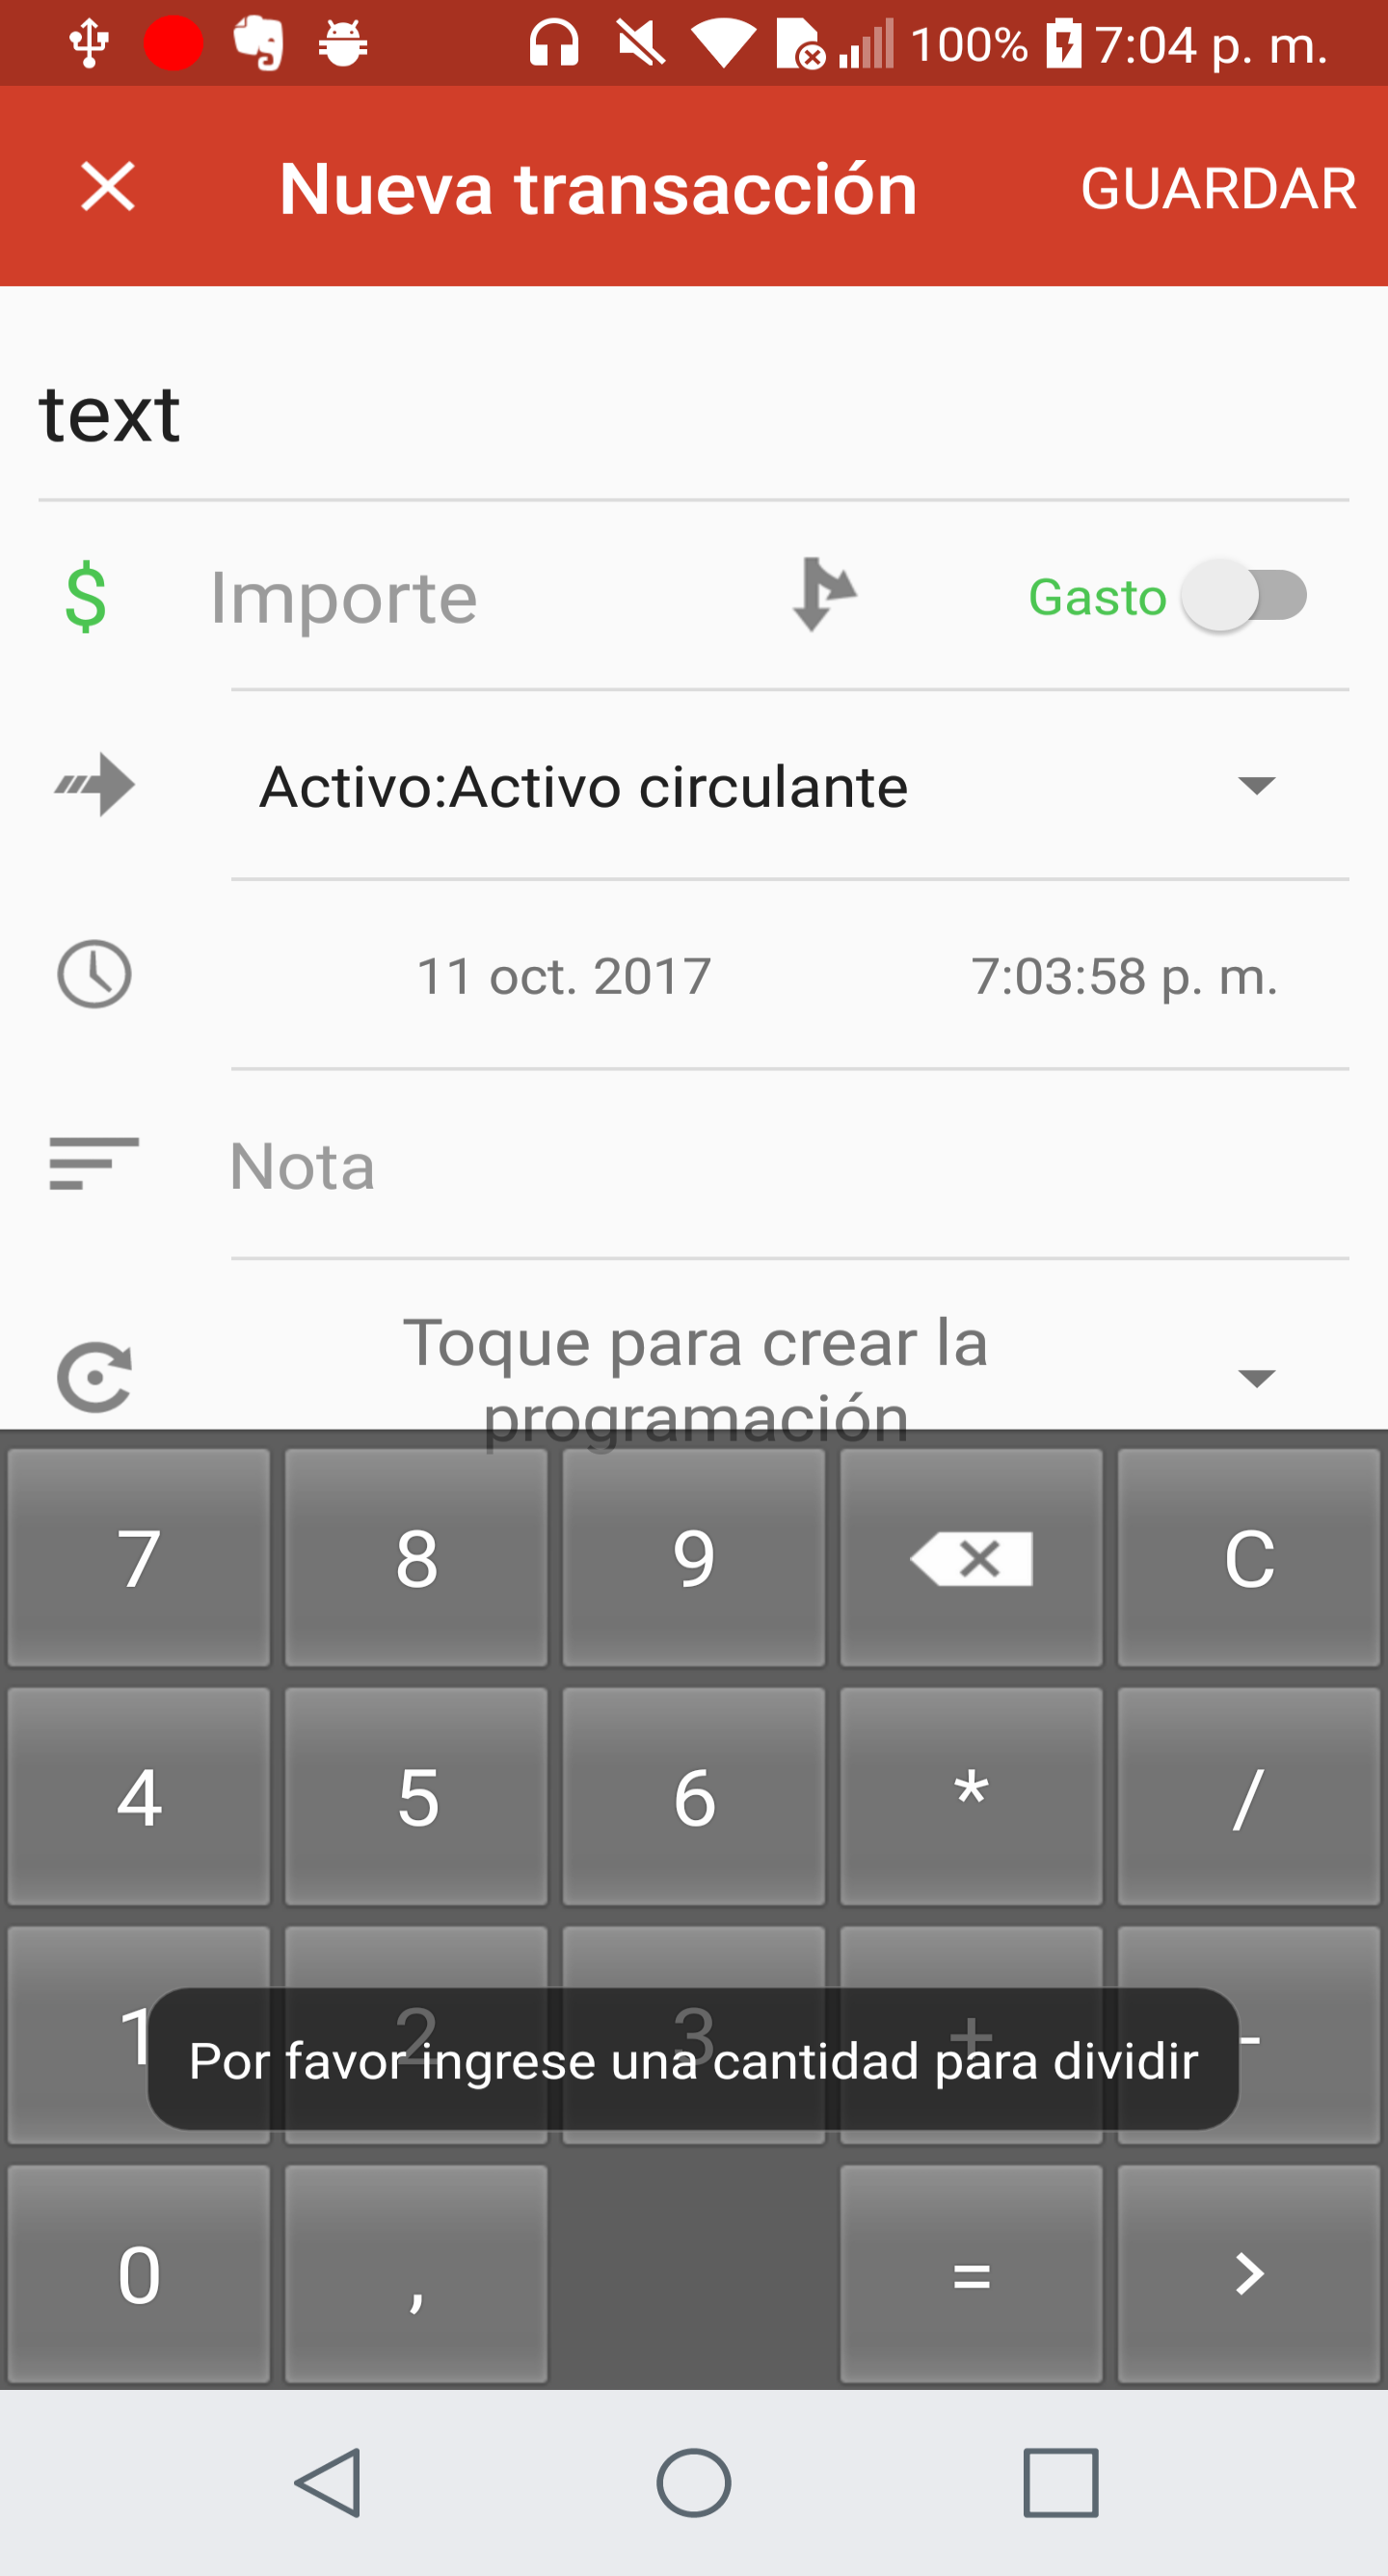 100% 7:04 p. m.
Nueva transacción GUARDAR
text
$ Importe Gasto
Activo:Activo circulante
11 oct. 2017 7:03:58 p. m.
Nota
Toque para crear la
programación
7 8 9 C
4 5 6 * /
1 2 3 + -
Por favor ingrese una cantidad para dividir
0 , = >